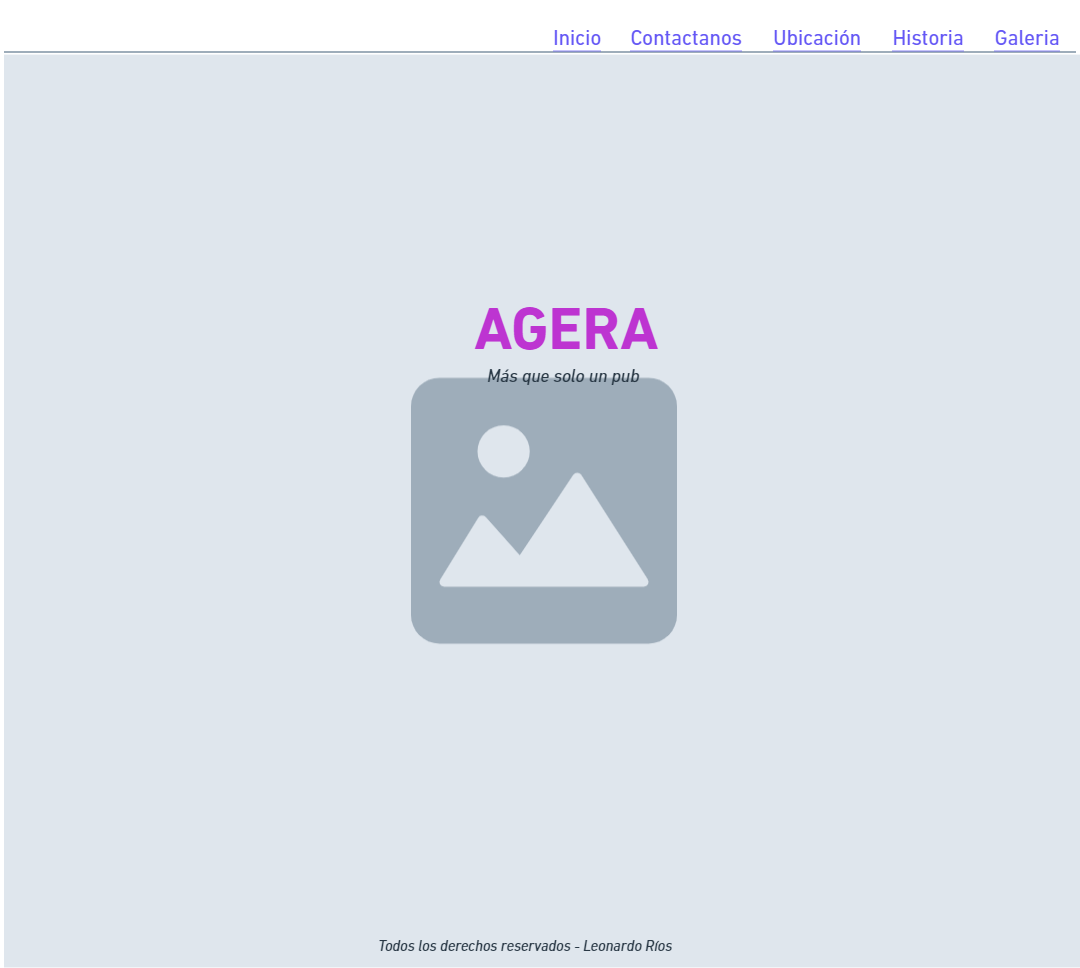 Inicio Contactanos Ubicación Historia Galeria
AGERA
Más que solo un pub
Todos los derechos reservados - Leonardo Ríos